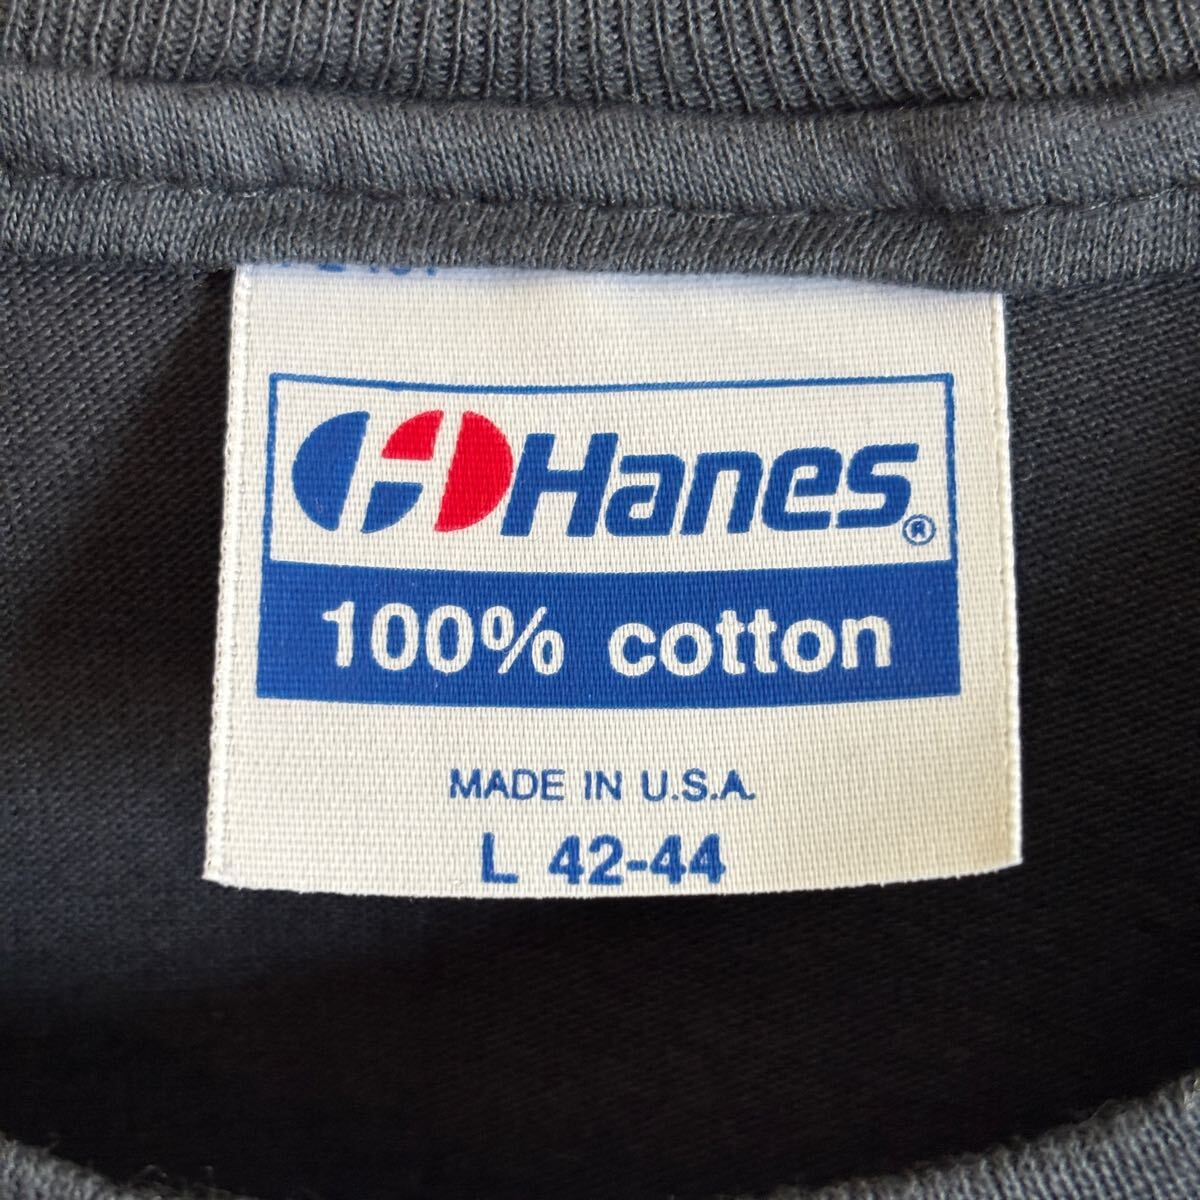 Hanes®
100% cotton
MADE IN U.S.A.
L 42-44